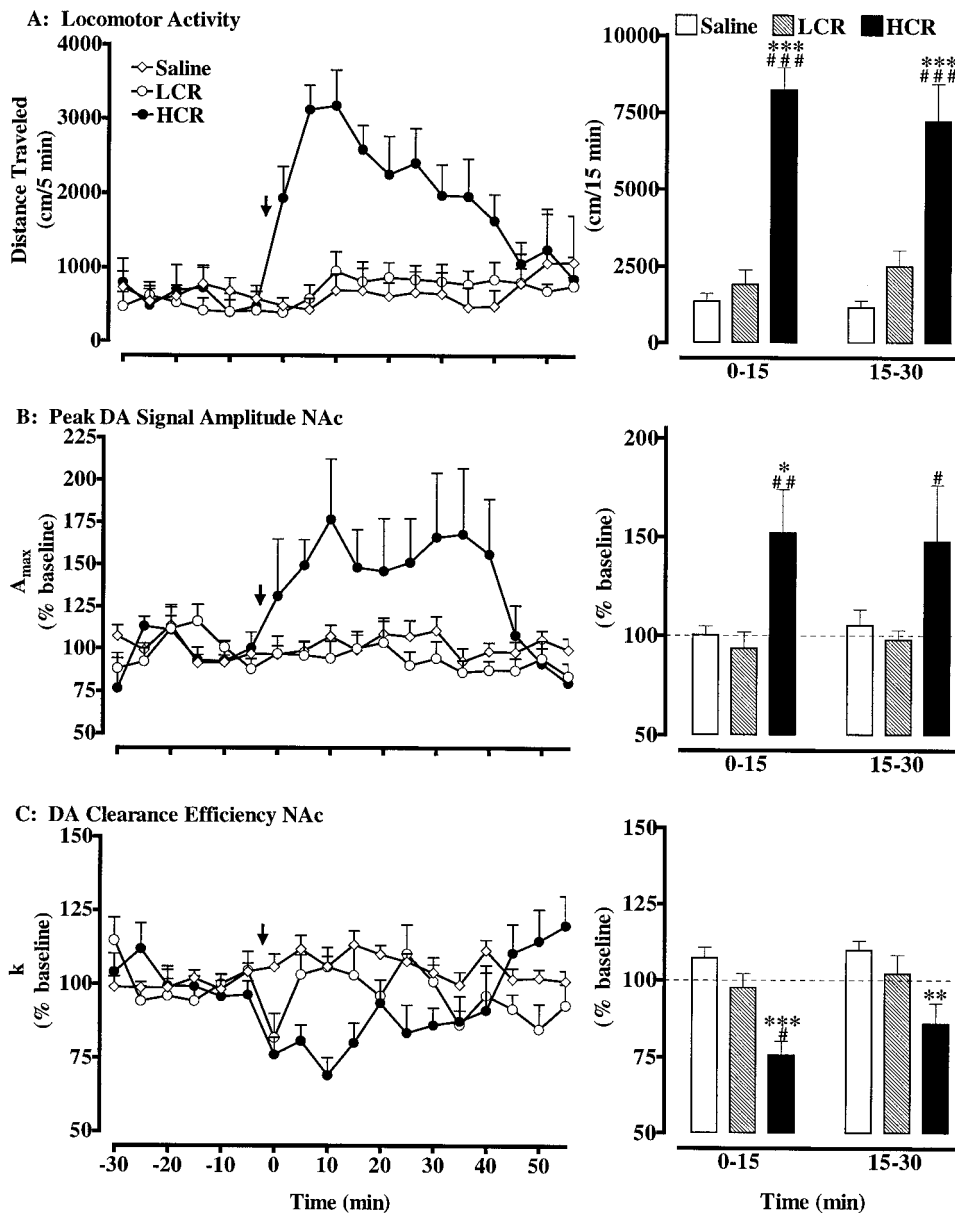 A: Locomotor Activity
4000
3000
2000
1000
0
Distance Traveled
(cm/5 min)
Saline
LCR
HCR
10000
7500
5000
2500
0
(cm/15 min)
Saline LCR HCR
***
###
***
###
0-15 15-30
B: Peak DA Signal Amplitude NAc
225
200
175
150
125
100
75
50
Amax
(% baseline)
200
150
100
50
(% baseline)
*
##
#
0-15 15-30
C: DA Clearance Efficiency NAc
150
125
100
75
50
k
(% baseline)
-30 -20 -10 0 10 20 30 40 50
Time (min)
150
125
100
75
50
(% baseline)
***
#
**
0-15 15-30
Time (min)